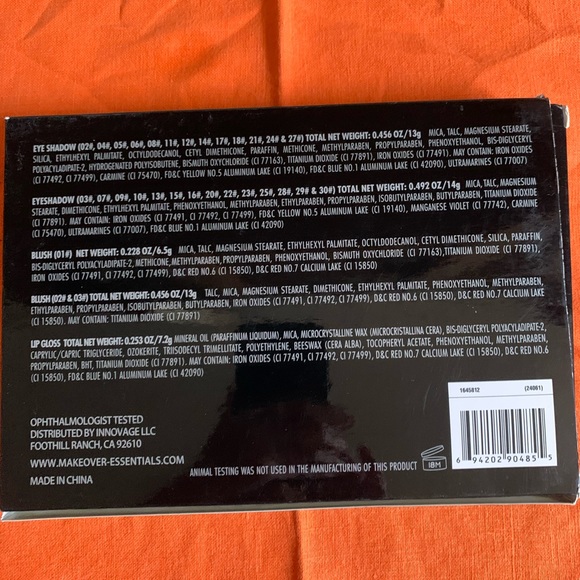 EYE SHADOW (02#, 04#, 05#, 06#, 08#, 11#, 12#, 14#, 17#, 18#, 21#, 24# & 27#) TOTAL NET WEIGHT: 0.456 OZ/13g MICA, TALC, MAGNESIUM STEARATE,
SILICA, ETHYLHEXYL PALMITATE, OCTYLDODECANOL, CETYL DIMETHICONE, PARAFFIN, METHICONE, METHYLPARABEN, PROPYLPARABEN, PHENOXYETHANOL, BIS-DIGLYCERYL
POLYACYLADIPATE-2, HYDROGENATED POLYISOBUTENE, BISMUTH OXYCHLORIDE (CI 77163), TITANIUM DIOXIDE (CI 77891), IRON OXIDES (CI 77491). MAY CONTAIN: IRON OXIDES
(CI 77492, CI 77499), CARMINE (CI 75470), FD&C YELLOW NO.5 ALUMINUM LAKE (CI 19140), FD&C BLUE NO.1 ALUMINUM LAKE (CI 42090), ULTRAMARINES (CI 77007)
EYESHADOW (03#, 07#, 09#, 10#, 13#, 15#, 16#, 20#, 22#, 23#, 25#, 28#, 29# & 30#) TOTAL NET WEIGHT: 0.492 OZ/14g MICA, TALC, MAGNESIUM
STEARATE, DIMETHICONE, ETHYLHEXYL PALMITATE, PHENOXYETHANOL, METHYLPARABEN, ETHYLPARABEN, PROPYLPARABEN, ISOBUTYLPARABEN, BUTYLPARABEN, TITANIUM DIOXIDE
(CI 77891). MAY CONTAIN: IRON OXIDES (CI 77491, CI 77492, CI 77499), FD&C YELLOW NO.5 ALUMINUM LAKE (CI 19140), MANGANESE VIOLET (CI 77742), CARMINE
(CI 75470), ULTRAMARINES (CI 77007), FD&C BLUE NO.1 ALUMINUM LAKE (CI 42090)
BLUSH (01#) NET WEIGHT: 0.228 OZ/6.5g MICA, TALC, MAGNESIUM STEARATE, ETHYLHEXYL PALMITATE, OCTYLDODECANOL, CETYL DIMETHICONE, SILICA, PARAFFIN,
BIS-DIGLYCERYL POLYACYLADIPATE-2, METHICONE, METHYLPARABEN, PROPYLPARABEN, PHENOXYETHANOL, BISMUTH OXYCHLORIDE (CI 77163), TITANIUM DIOXIDE (CI 77891),
IRON OXIDES (CI 77491, CI 77492, CI 77499), D&C RED NO.6 (CI 15850), D&C RED NO.7 CALCIUM LAKE (CI 15850)
BLUSH (02# & 03#) TOTAL NET WEIGHT: 0.456 OZ/13g TALC, MICA, MAGNESIUM STEARATE, DIMETHICONE, ETHYLHEXYL PALMITATE, PHENOXYETHANOL, METHYLPARABEN,
ETHYLPARABEN, PROPYLPARABEN, ISOBUTYLPARABEN, BUTYLPARABEN, IRON OXIDES (CI 77491, CI 77492, CI 77499), D&C RED NO.6 (CI 15850), D&C RED NO.7 CALCIUM LAKE
(CI 15850). MAY CONTAIN: TITANIUM DIOXIDE (CI 77891)
LIP GLOSS TOTAL NET WEIGHT: 0.253 OZ/7.2g MINERAL OIL (PARAFFINUM LIQUIDUM), MICA, MICROCRYSTALLINE WAX (MICROCRISTALLINA CERA), BIS-DIGLYCERYL POLYACYLADIPATE-2,
CAPRYLIC/CAPRIC TRIGLYCERIDE, OZOKERITE, TRIISODECYL TRIMELLITATE, POLYETHYLENE, BEESWAX (CERA ALBA), TOCOPHERYL ACETATE, PHENOXYETHANOL, METHYLPARABEN,
PROPYLPARABEN, BHT, TITANIUM DIOXIDE (CI 77891). MAY CONTAIN: IRON OXIDES (CI 77491, CI 77492, CI 77499), D&C RED NO.7 CALCIUM LAKE (CI 15850), D&C RED NO.6
(CI 15850), FD&C BLUE NO.1 ALUMINUM LAKE (CI 42090)
OPHTHALMOLOGIST TESTED
DISTRIBUTED BY INNOVAGE LLC
FOOTHILL RANCH, CA 92610
WWW.MAKEOVER-ESSENTIALS.COM
MADE IN CHINA
ANIMAL TESTING WAS NOT USED IN THE MANUFACTURING OF THIS PRODUCT
18M
1645012 (24081)
6 94202 90485 5